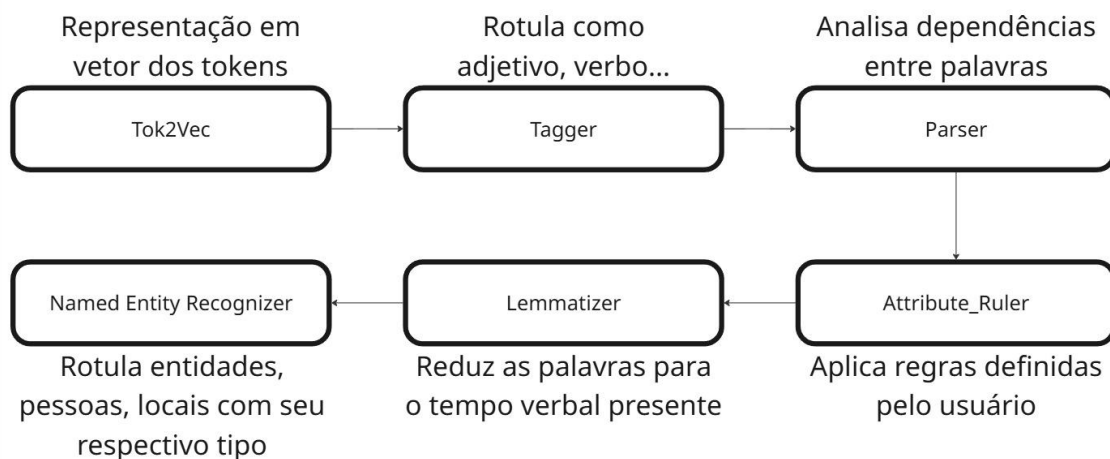 Representação em
vetor dos tokens
Tok2Vec
Rotula como
adjetivo, verbo...
Tagger
Analisa dependências
entre palavras
Parser
Attribute_Ruler
Aplica regras definidas
pelo usuário
Lemmatizer
Reduz as palavras para
o tempo verbal presente
Named Entity Recognizer
Rotula entidades,
pessoas, locais com seu
respectivo tipo